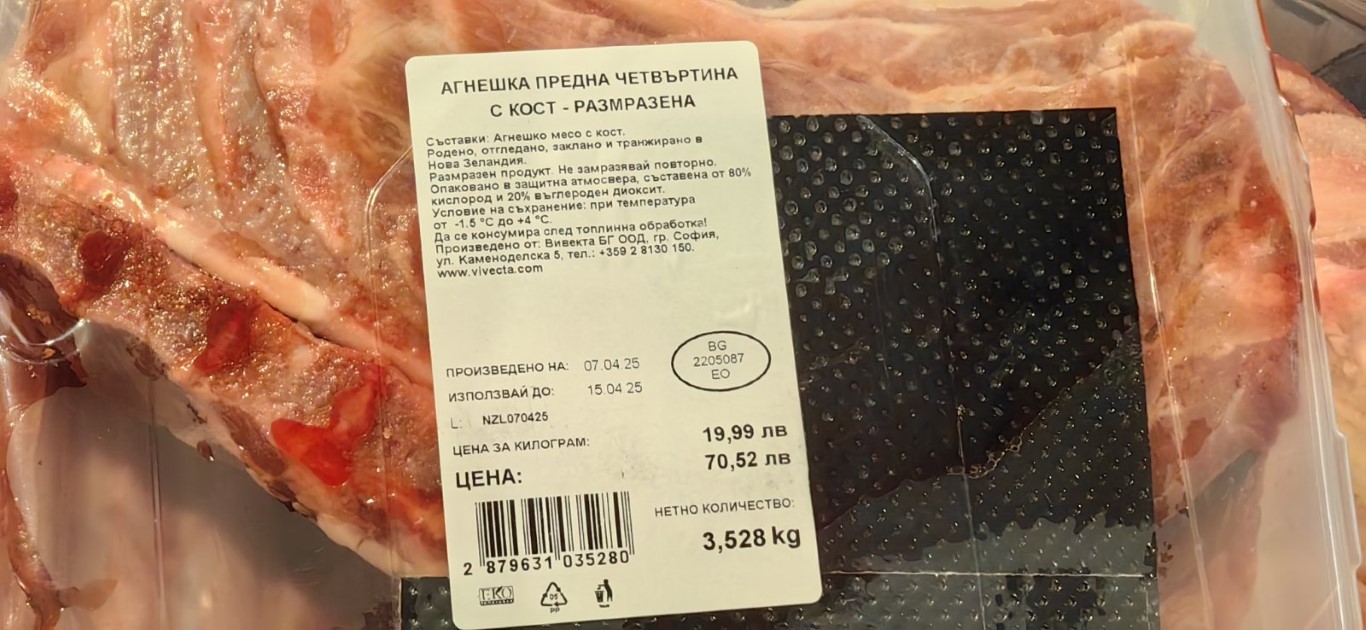 АГНЕШКА ПРЕДНА ЧЕТВЪРТИНА
С КОСТ - РАЗМРАЗЕНА
Съставки: Агнешко месо с кост.
Родено, отгледано, заклано и транжирано в
Нова Зеландия.
Размразен продукт. Не замразявай повторно.
Опаковано в защитна атмосвера, съставена от 80%
кислород и 20% въглероден диоксит.
Условие на съхранение: при температура
от -1.5 °C до +4 °C.
Да се консумира след топлинна обработка!
Произведено от: Вивекта БГ ООД, гр. София,
ул. Каменоделска 5, тел.: +359 2 8130 150.
www.vivecta.com
ПРОИЗВЕДЕНО НА: 07.04.25
ИЗПОЛЗВАЙ ДО: 15.04.25
BG
2205087
EO
L: NZL070425
ЦЕНА ЗА КИЛОГРАМ: 19,99 лв
ЦЕНА: 70,52 лв
НЕТНО КОЛИЧЕСТВО:
3,528 kg
2 879631 035280
EKO
05
PP